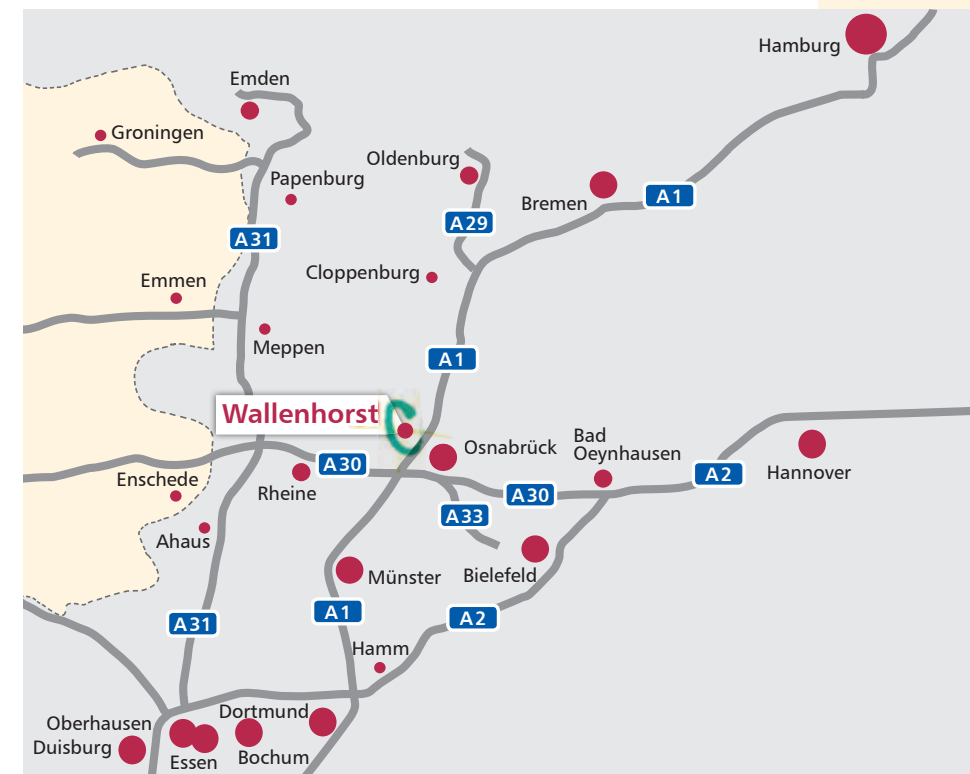 Hamburg
Emden
Groningen
Oldenburg
Papenburg
Bremen
A1
A29
A31
Cloppenburg
Emmen
Meppen
A1
Wallenhorst
Osnabrück
Bad
Oeynhausen
Hannover
A30
A2
Enschede
Rheine
A30
A33
Ahaus
Münster
Bielefeld
A1
A2
A31
Hamm
Dortmund
Oberhausen
Duisburg
Bochum
Essen